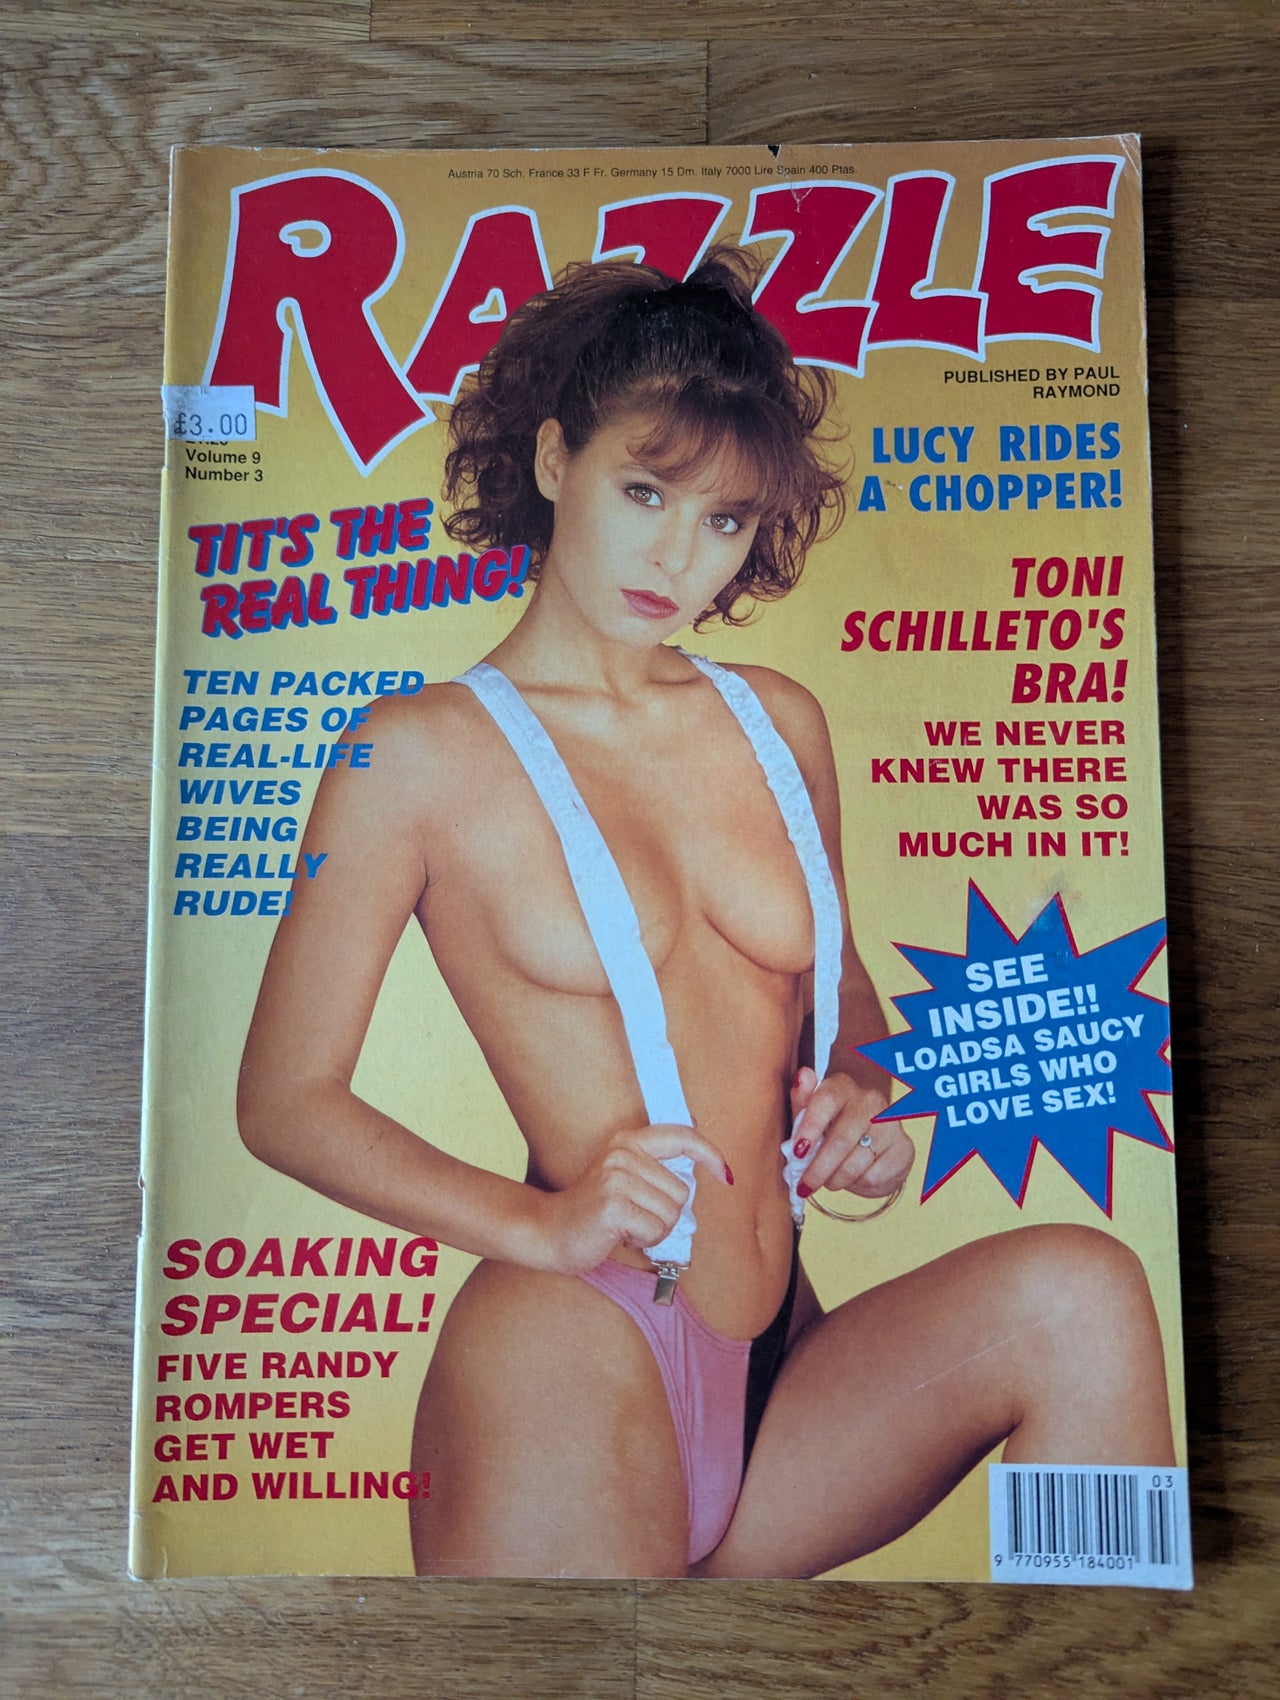 Austria 70 Sch. France 33 F Fr. Germany 15 Dm. Italy 7000 Lire Spain 400 Ptas.
RAZZLE
PUBLISHED BY PAUL
RAYMOND
£3.00
Volume 9
Number 3
LUCY RIDES
A CHOPPER!
TIT'S THE
REAL THING!
TONI
SCHILLETO'S
BRA!
WE NEVER
KNEW THERE
WAS SO
MUCH IN IT!
TEN PACKED
PAGES OF
REAL-LIFE
WIVES
BEING
REALLY
RUDE!
SEE
INSIDE!!
LOADSA SAUCY
GIRLS WHO
LOVE SEX!
SOAKING
SPECIAL!
FIVE RANDY
ROMPERS
GET WET
AND WILLING!
03
9 770955 184001